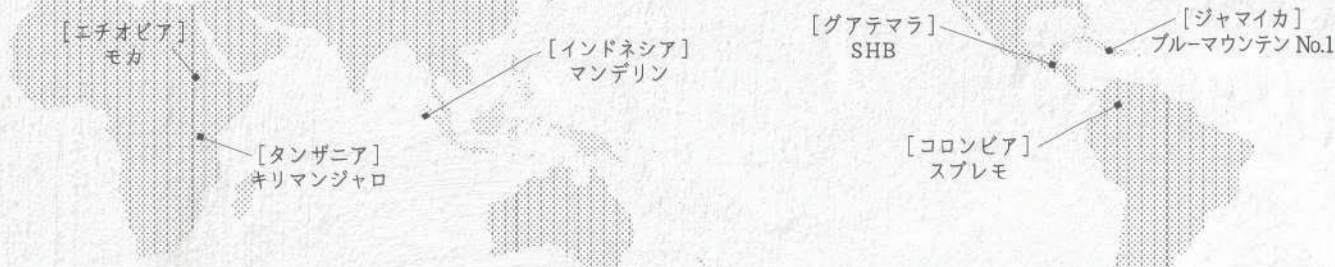 [エチオピア]
モカ
[タンザニア]
キリマンジャロ
[インドネシア]
マンデリン
[グアテマラ]
SHB
[ジャマイカ]
ブルーマウンテン No.1
[コロンビア]
スプレモ